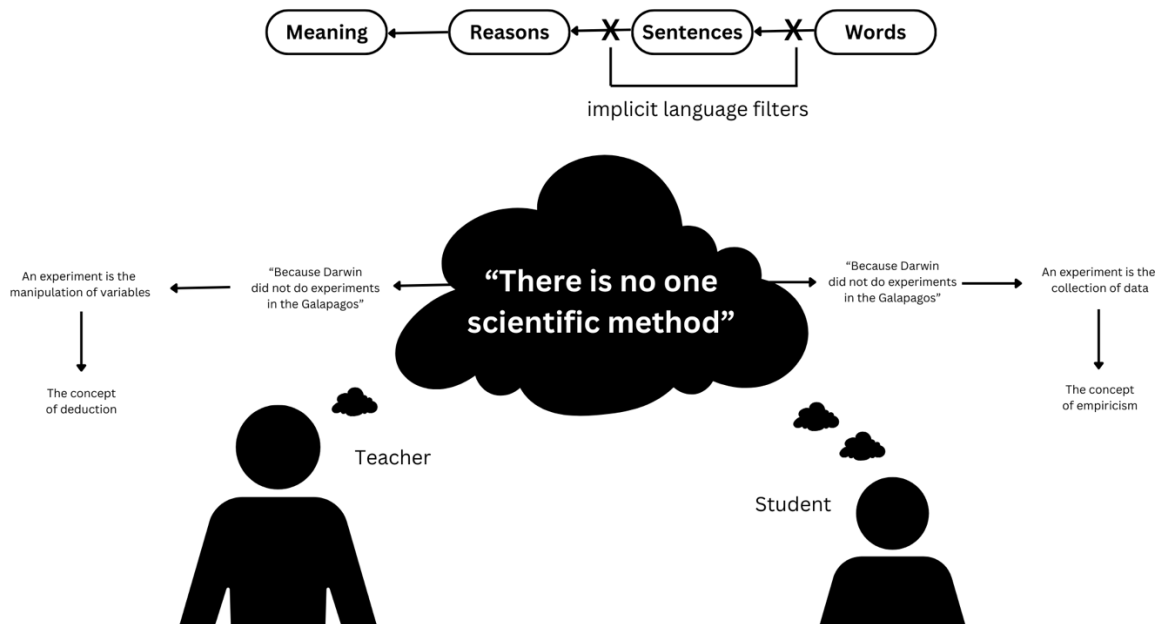 Meaning
Reasons
X
Sentences
X
Words
implicit language filters
“There is no one
scientific method”
“Because Darwin
did not do experiments
in the Galapagos”
An experiment is the
manipulation of variables
The concept
of deduction
“Because Darwin
did not do experiments
in the Galapagos”
An experiment is the
collection of data
The concept
of empiricism
Teacher
Student